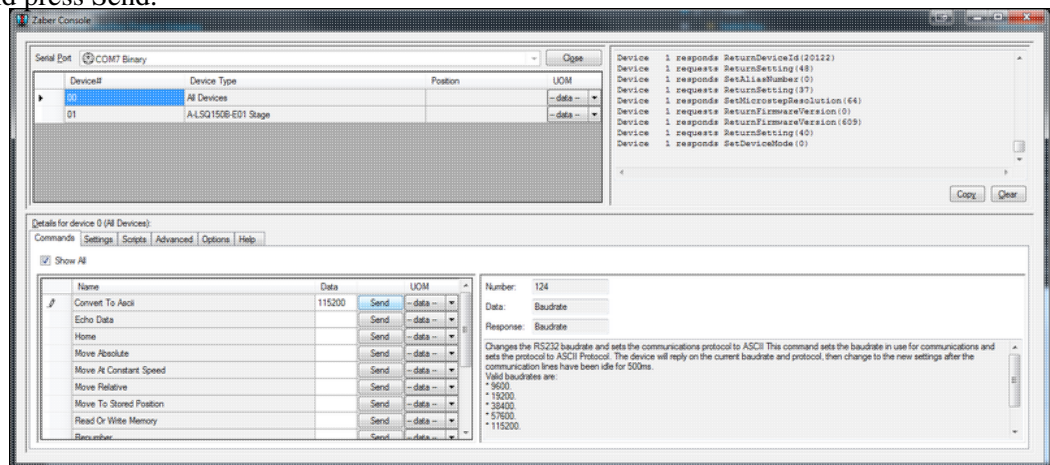 d press Send.
Zaber Console
Serial Port COM7 Binary Close
Device# Device Type Position UOM
00 All Devices -- data --
01 A-LSQ150B-E01 Stage -- data --
Device 1 responds ReturnDeviceId(20122)
Device 1 requests ReturnSetting(48)
Device 1 responds SetAliasNumber(0)
Device 1 requests ReturnSetting(37)
Device 1 responds SetMicrostepResolution(64)
Device 1 requests ReturnFirmwareVersion(0)
Device 1 responds ReturnFirmwareVersion(609)
Device 1 requests ReturnSetting(40)
Device 1 responds SetDeviceMode(0)
Copy Clear
Details for device 0 (All Devices):
Commands Settings Scripts Advanced Options Help
Show All
Name Data UOM
Convert To Ascii 115200 Send -- data --
Echo Data Send -- data --
Home Send -- data --
Move Absolute Send -- data --
Move At Constant Speed Send -- data --
Move Relative Send -- data --
Move To Stored Position Send -- data --
Read Or Write Memory Send -- data --
Renumber Send -- data --
Number: 124
Data: Baudrate
Response: Baudrate
Changes the RS232 baudrate and sets the communications protocol to ASCII This command sets the baudrate in use for communications and
sets the protocol to ASCII Protocol. The device will reply on the current baudrate and protocol, then change to the new settings after the
communication lines have been idle for 500ms.
Valid baudrates are:
* 9600.
* 19200.
* 38400.
* 57600.
* 115200.